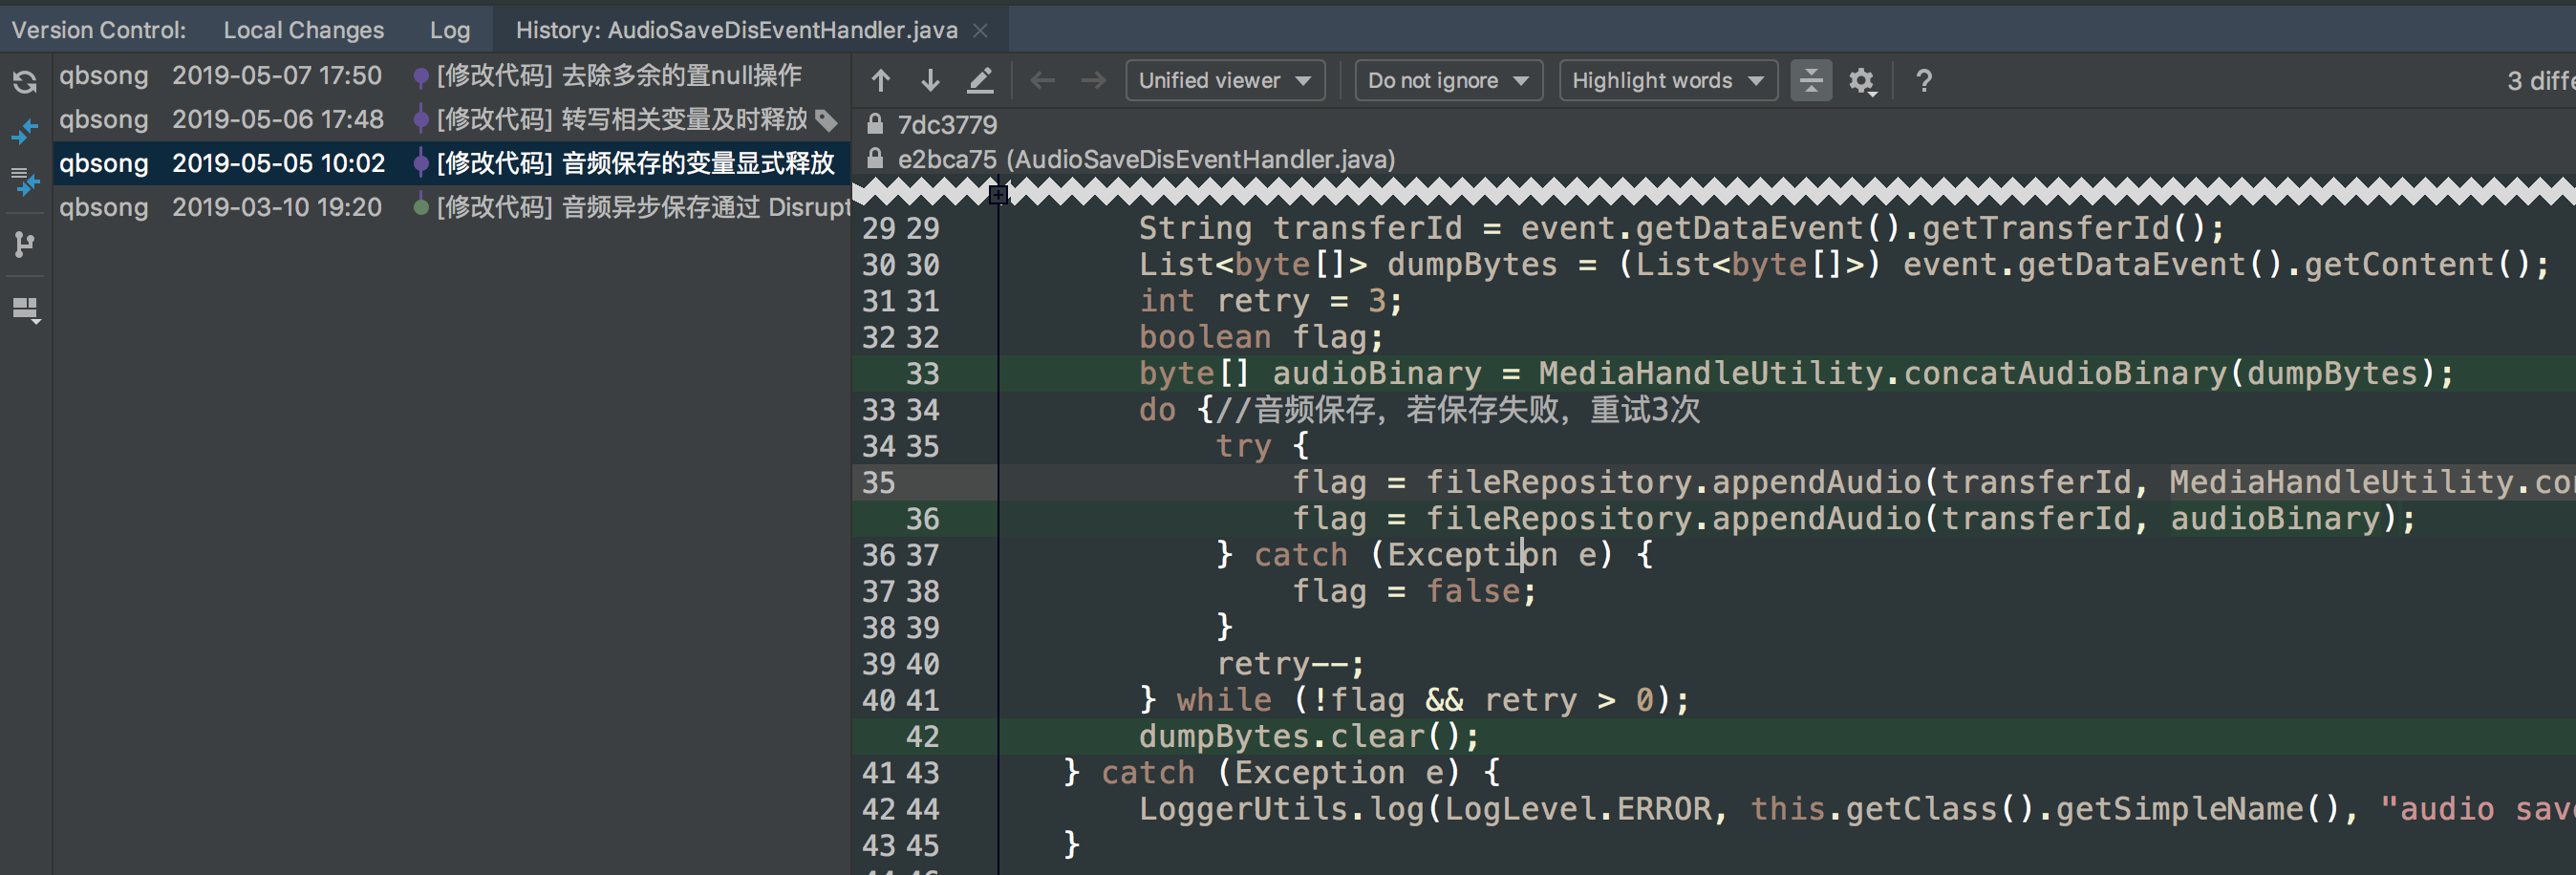 Version Control: Local Changes Log History: AudioSaveDisEventHandler.java
qbsong 2019-05-07 17:50 [修改代码] 去除多余的置null操作
qbsong 2019-05-06 17:48 [修改代码] 转写相关变量及时释放
qbsong 2019-05-05 10:02 [修改代码] 音频保存的变量显式释放
qbsong 2019-03-10 19:20 [修改代码] 音频异步保存通过 Disrupt
Unified viewer Do not ignore Highlight words ? 3 diffe
7dc3779
e2bca75 (AudioSaveDisEventHandler.java)
29 29 String transferId = event.getDataEvent().getTransferId();
30 30 List<byte[]> dumpBytes = (List<byte[]>) event.getDataEvent().getContent();
31 31 int retry = 3;
32 32 boolean flag;
33 byte[] audioBinary = MediaHandleUtility.concatAudioBinary(dumpBytes);
33 34 do {//音频保存，若保存失败，重试3次
34 35 try {
35 flag = fileRepository.appendAudio(transferId, MediaHandleUtility.con
36 flag = fileRepository.appendAudio(transferId, audioBinary);
36 37 } catch (Exception e) {
37 38 flag = false;
38 39 }
39 40 retry--;
40 41 } while (!flag && retry > 0);
42 dumpBytes.clear();
41 43 } catch (Exception e) {
42 44 LoggerUtils.log(LogLevel.ERROR, this.getClass().getSimpleName(), "audio save
43 45 }
44 46